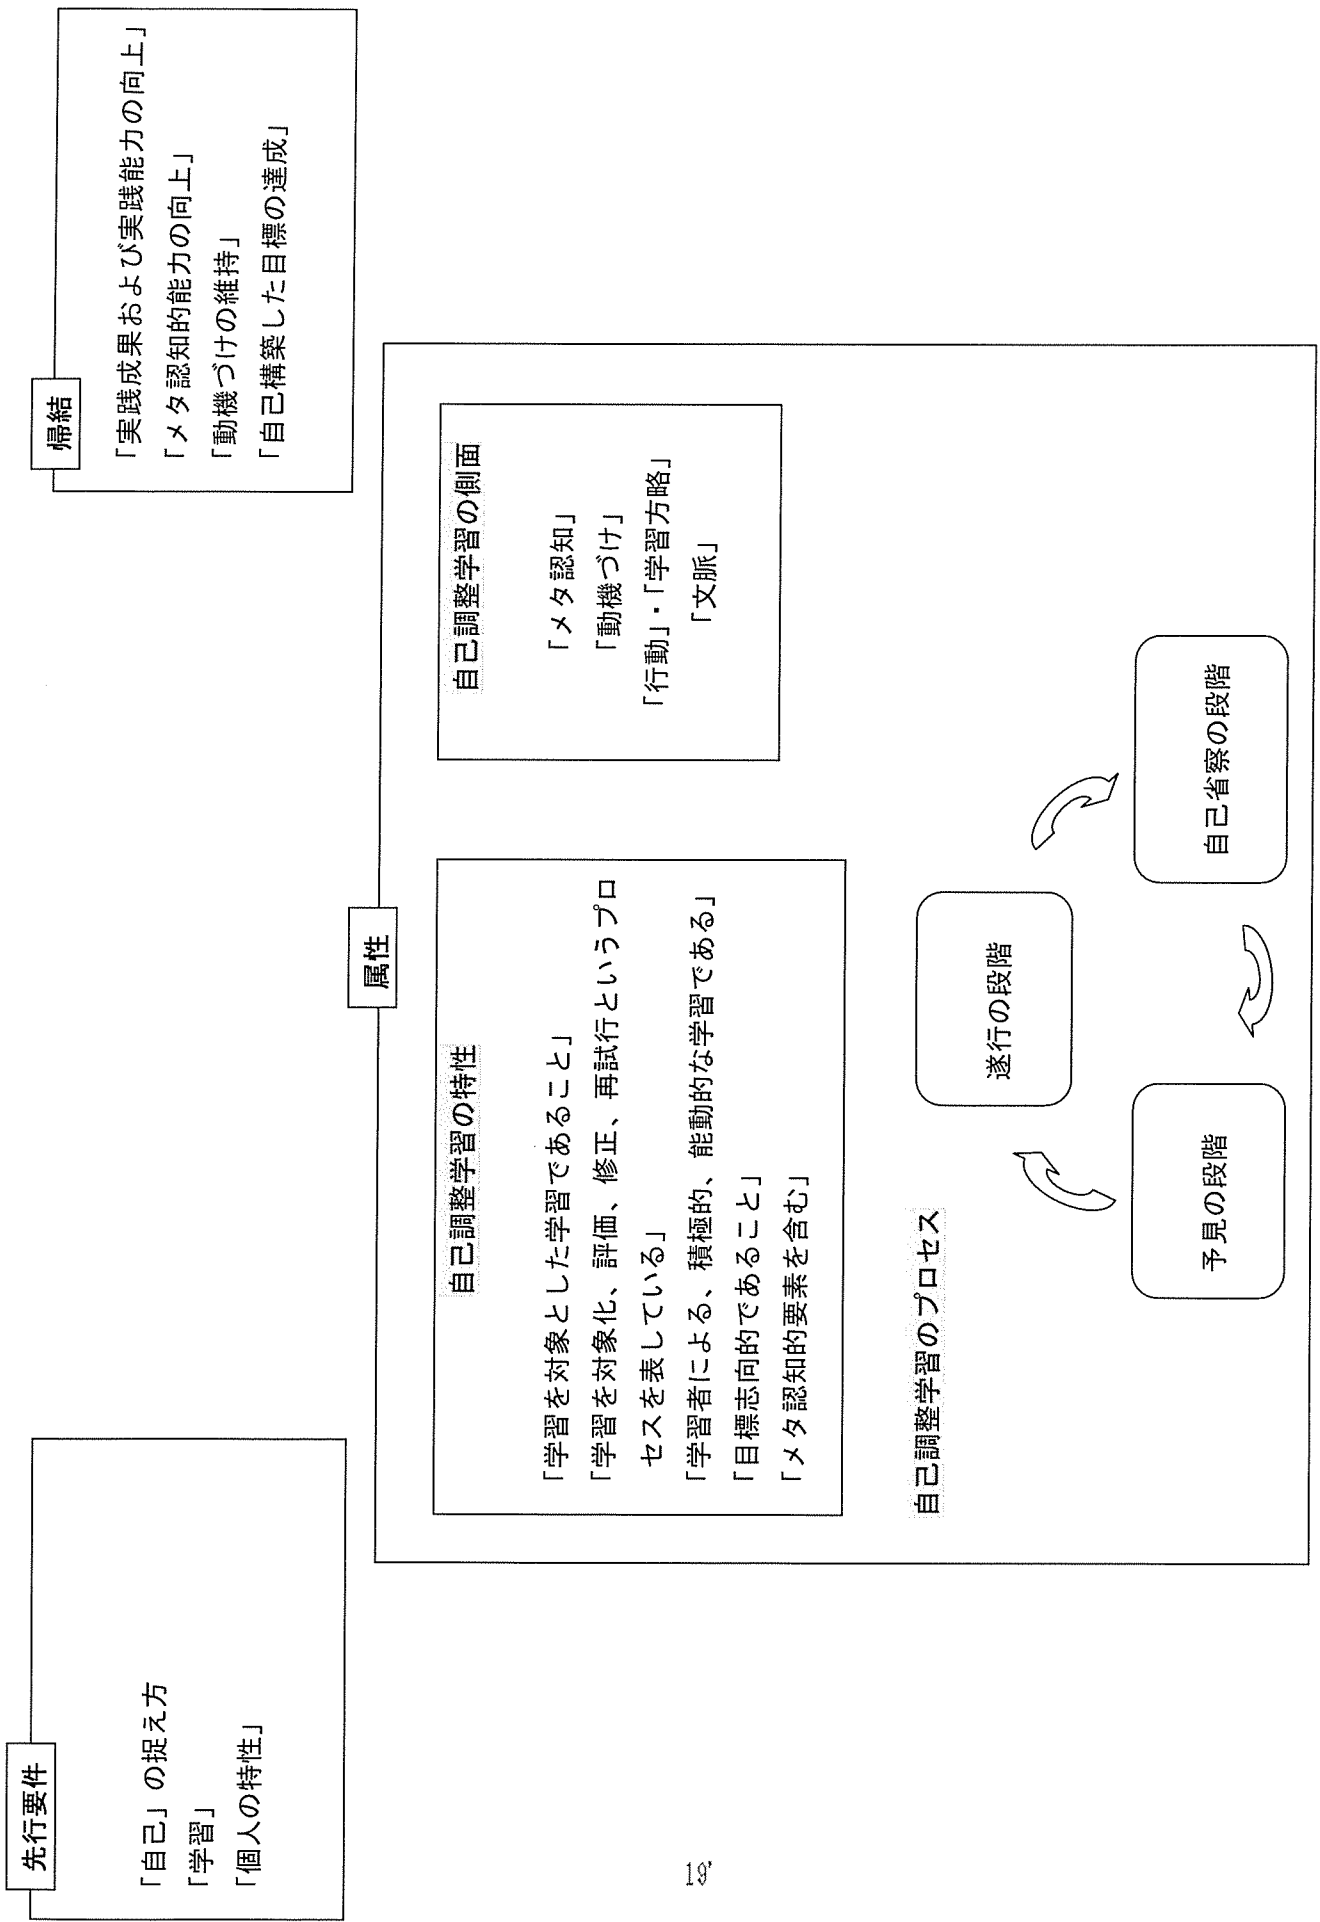 先行要件
「自己」の捉え方
「学習」
「個人の特性」
属性
自己調整学習の特性
「学習を対象とした学習であること」
「学習を対象化、評価、修正、再試行というプロ
セスを表している」
「学習者による、積極的、能動的な学習である」
「目標志向的であること」
「メタ認知的要素を含む」
自己調整学習の側面
「メタ認知」
「動機づけ」
「行動」・「学習方略」
「文脈」
自己調整学習のプロセス
予見の段階
遂行の段階
自己省察の段階
帰結
「実践成果および実践能力の向上」
「メタ認知的能力の向上」
「動機づけの維持」
「自己構築した目標の達成」